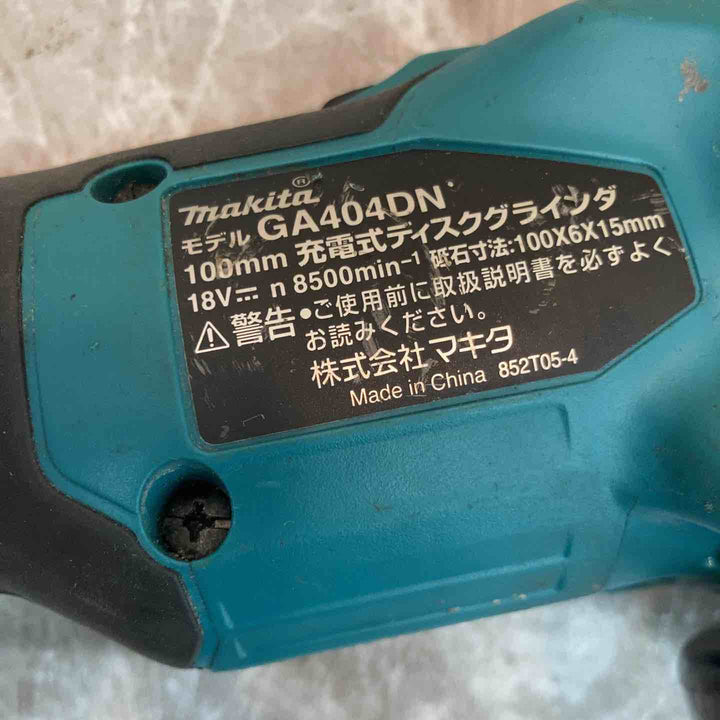 makita®
モデル GA404DN
100mm 充電式ディスクグラインダ
18V⎓ n 8500min⁻¹ 砥石寸法:100X6X15mm
⚠警告 •ご使用前に取扱説明書を必ずよく
お読みください。
株式会社 マキタ
Made in China 852T05-4